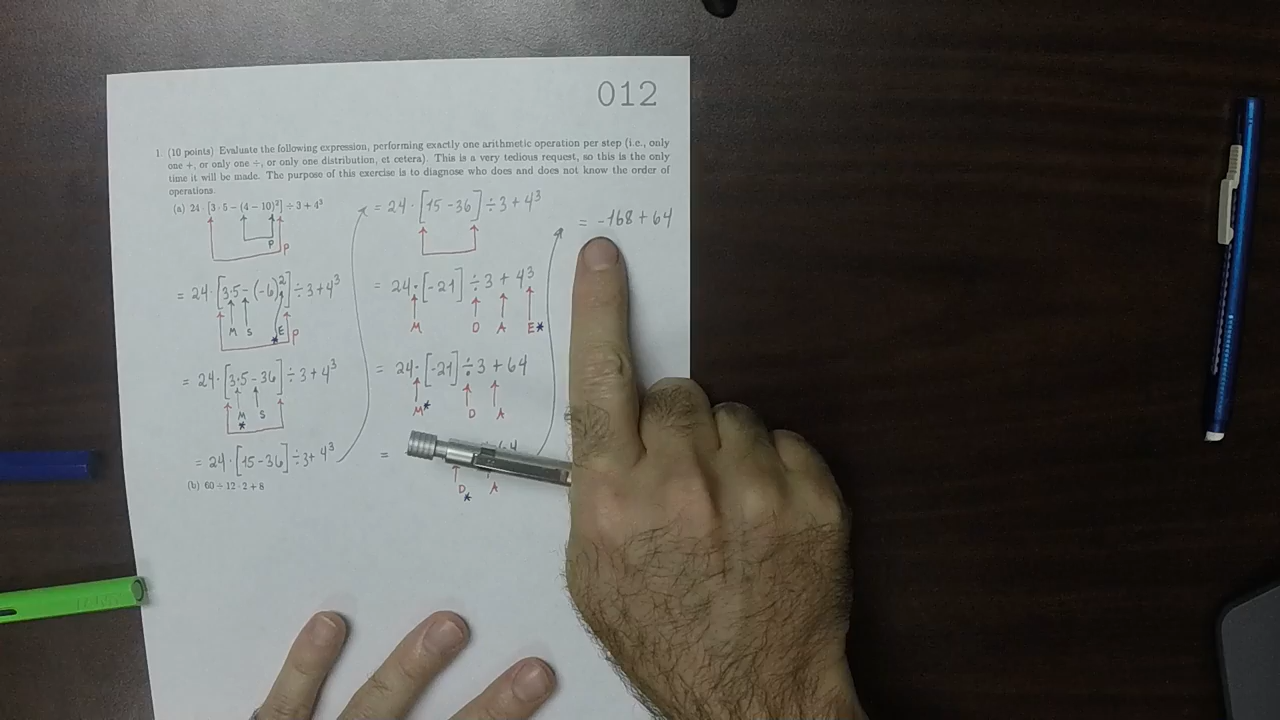 012
1. (10 points) Evaluate the following expression, performing exactly one arithmetic operation per step (i.e., only
one +, or only one ÷, or only one distribution, et cetera). This is a very tedious request, so this is the only
time it will be made. The purpose of this exercise is to diagnose who does and does not know the order of
operations.
(a) 24 · [3 · 5 − (4 − 10)²] ÷ 3 + 4³
P P
= 24 · [3·5 − (−6)²] ÷ 3 + 4³
M S *E P
= 24 · [3·5 − 36] ÷ 3 + 4³
M S
*
= 24 · [15 − 36] ÷ 3 + 4³
(b) 60 ÷ 12 · 2 + 8
= 24 · [15 − 36] ÷ 3 + 4³
= 24 · [−21] ÷ 3 + 4³
M D A E*
= 24 · [−21] ÷ 3 + 64
M* D A
=
D* A
= −168 + 64